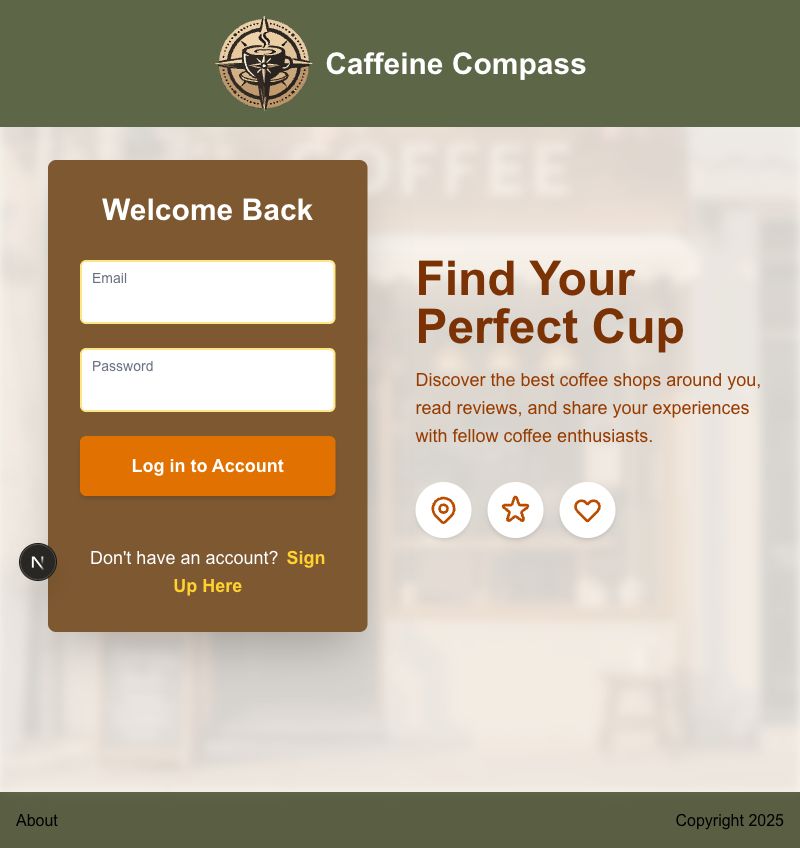 Caffeine Compass
COFFEE
Welcome Back
Email
Password
Log in to Account
Don't have an account? Sign
Up Here
N
Find Your
Perfect Cup
Discover the best coffee shops around you,
read reviews, and share your experiences
with fellow coffee enthusiasts.
About
Copyright 2025